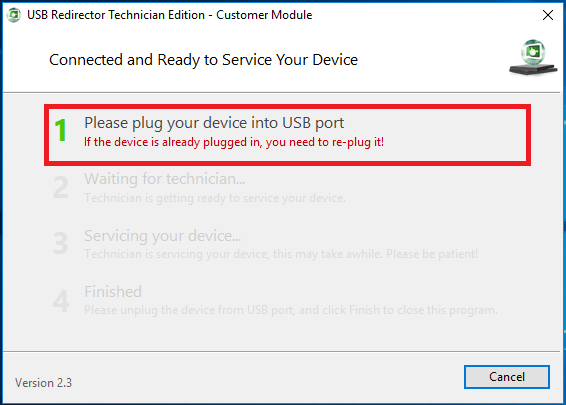 USB Redirector Technician Edition - Customer Module
Connected and Ready to Service Your Device
1 Please plug your device into USB port
If the device is already plugged in, you need to re-plug it!
2 Waiting for technician...
Technician is getting ready to service your device.
3 Servicing your device...
Technician is servicing your device, this may take awhile. Please be patient!
4 Finished
Please unplug the device from USB port, and click Finish to close this program.
Version 2.3
Cancel